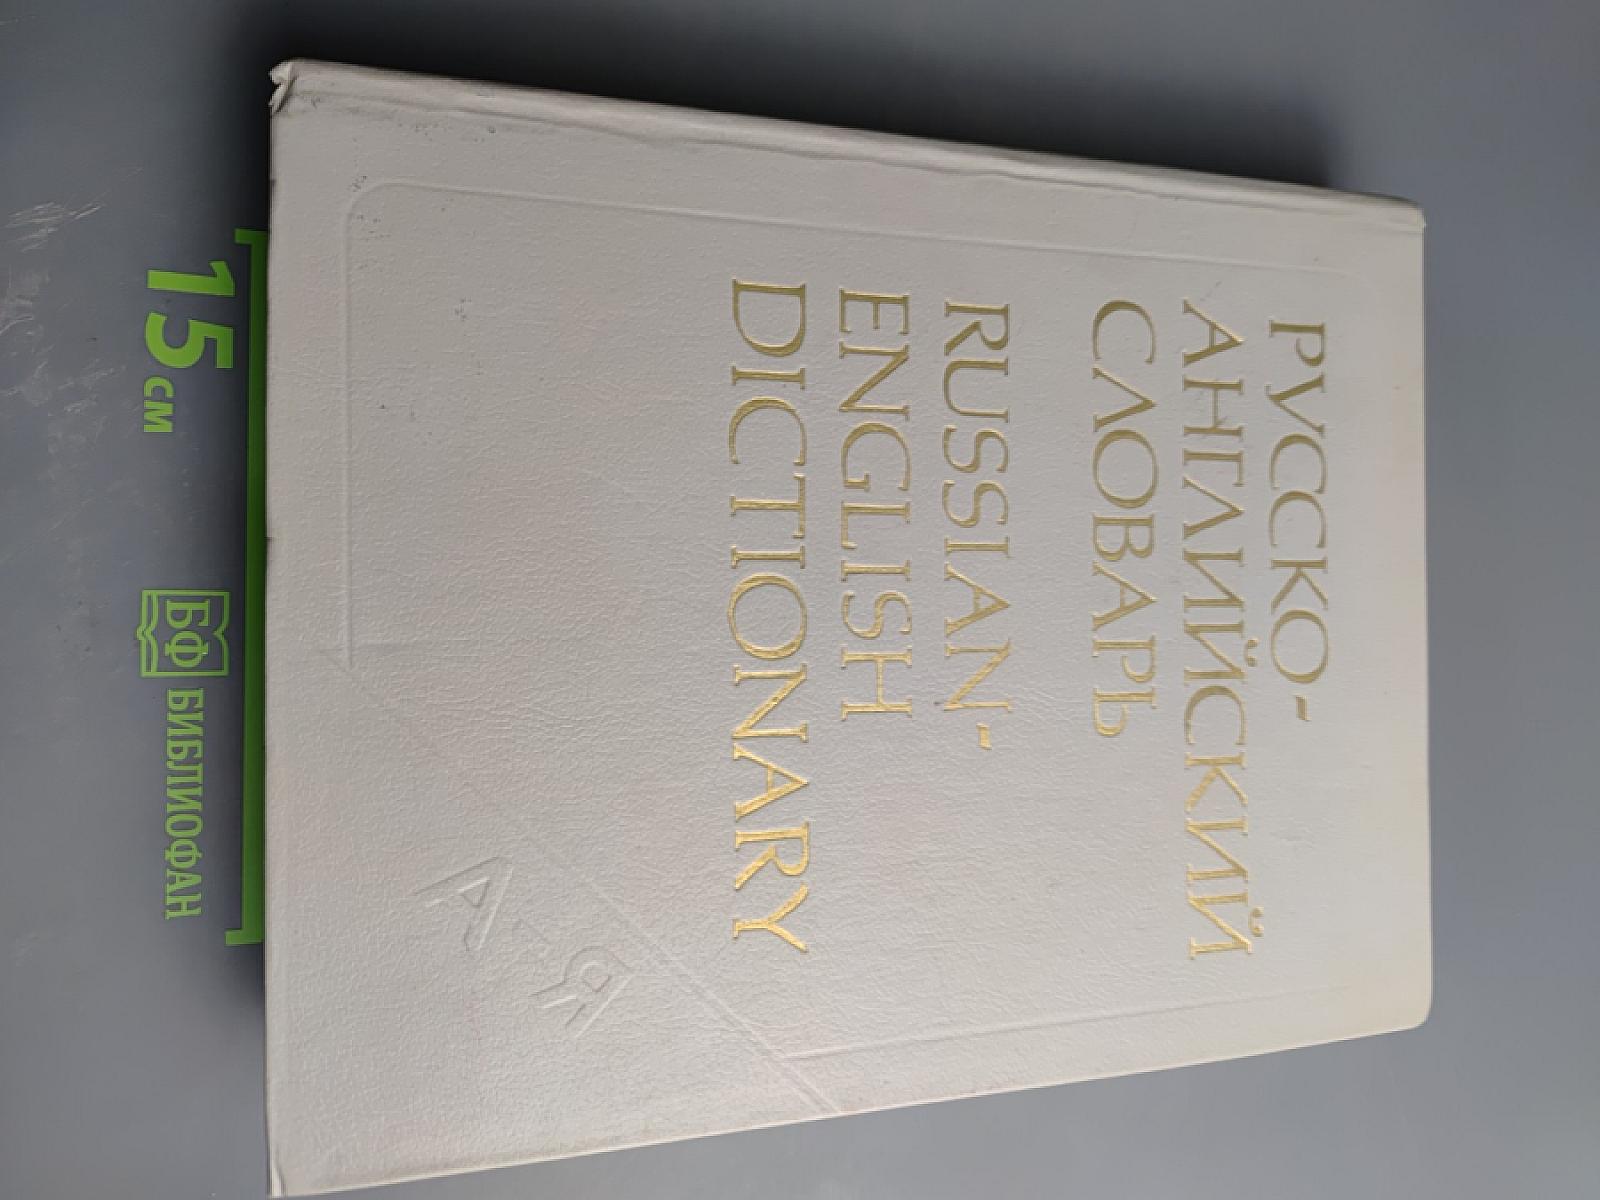 РУССКО-
АНГЛИЙСКИЙ
СЛОВАРЬ
RUSSIAN-
ENGLISH
DICTIONARY
А-Я
15 см
БФ БИБЛИОФАН